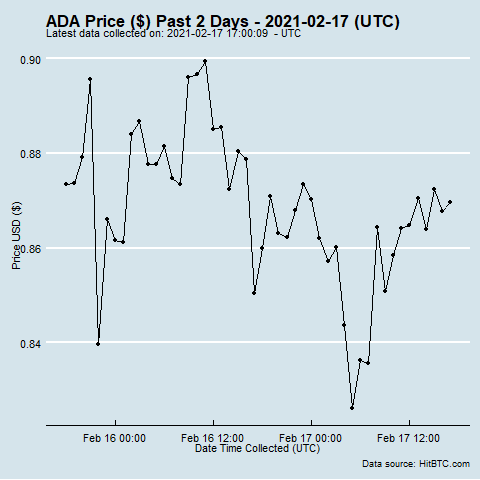 ADA Price ($) Past 2 Days - 2021-02-17 (UTC)
Latest data collected on: 2021-02-17 17:00:09 - UTC
0.90
0.88
0.86
0.84
Price USD ($)
Feb 16 00:00
Feb 16 12:00
Feb 17 00:00
Feb 17 12:00
Date Time Collected (UTC)
Data source: HitBTC.com